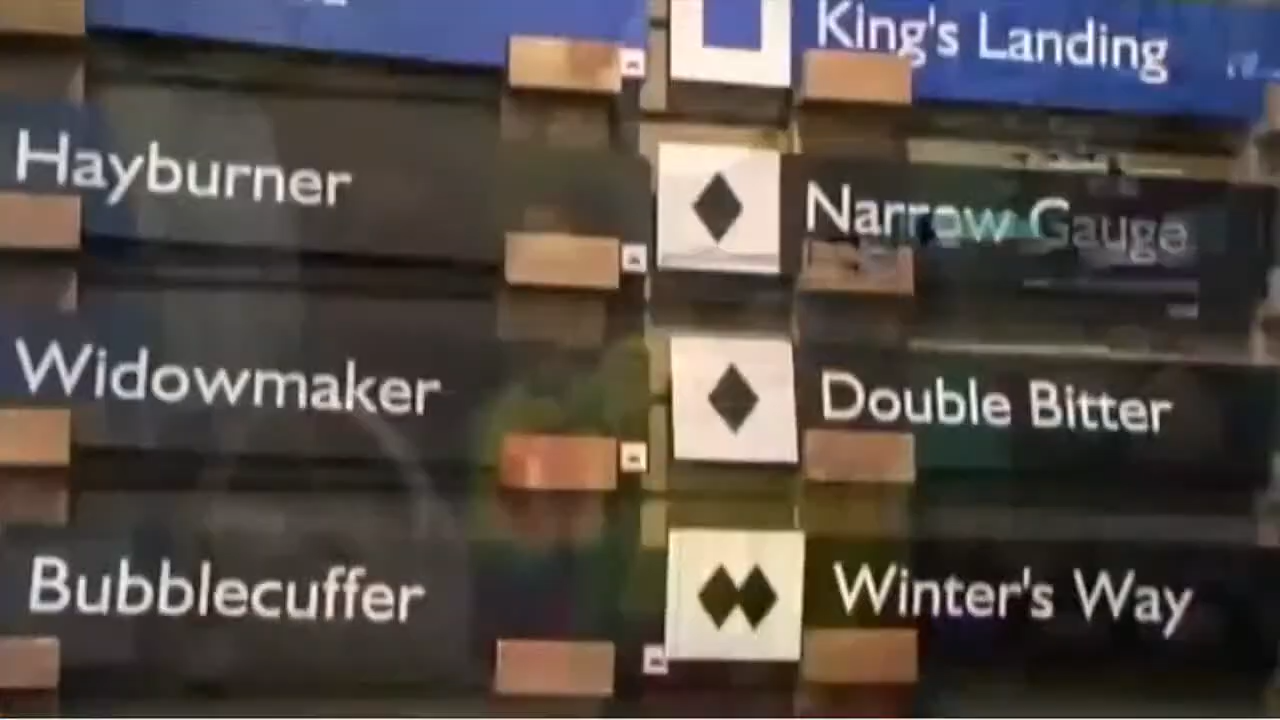 King's Landing
Hayburner
Narrow Gauge
Widowmaker
Double Bitter
Bubblecuffer
Winter's Way